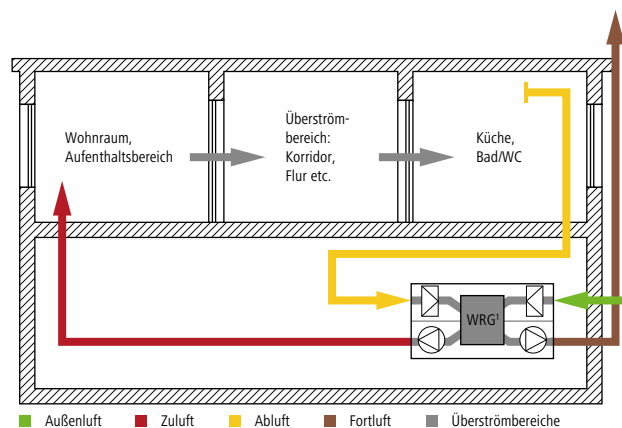 Wohnraum,
Aufenthaltsbereich
Überström-
bereich:
Korridor,
Flur etc.
Küche,
Bad/WC
WRG¹
Außenluft
Zuluft
Abluft
Fortluft
Überströmbereiche